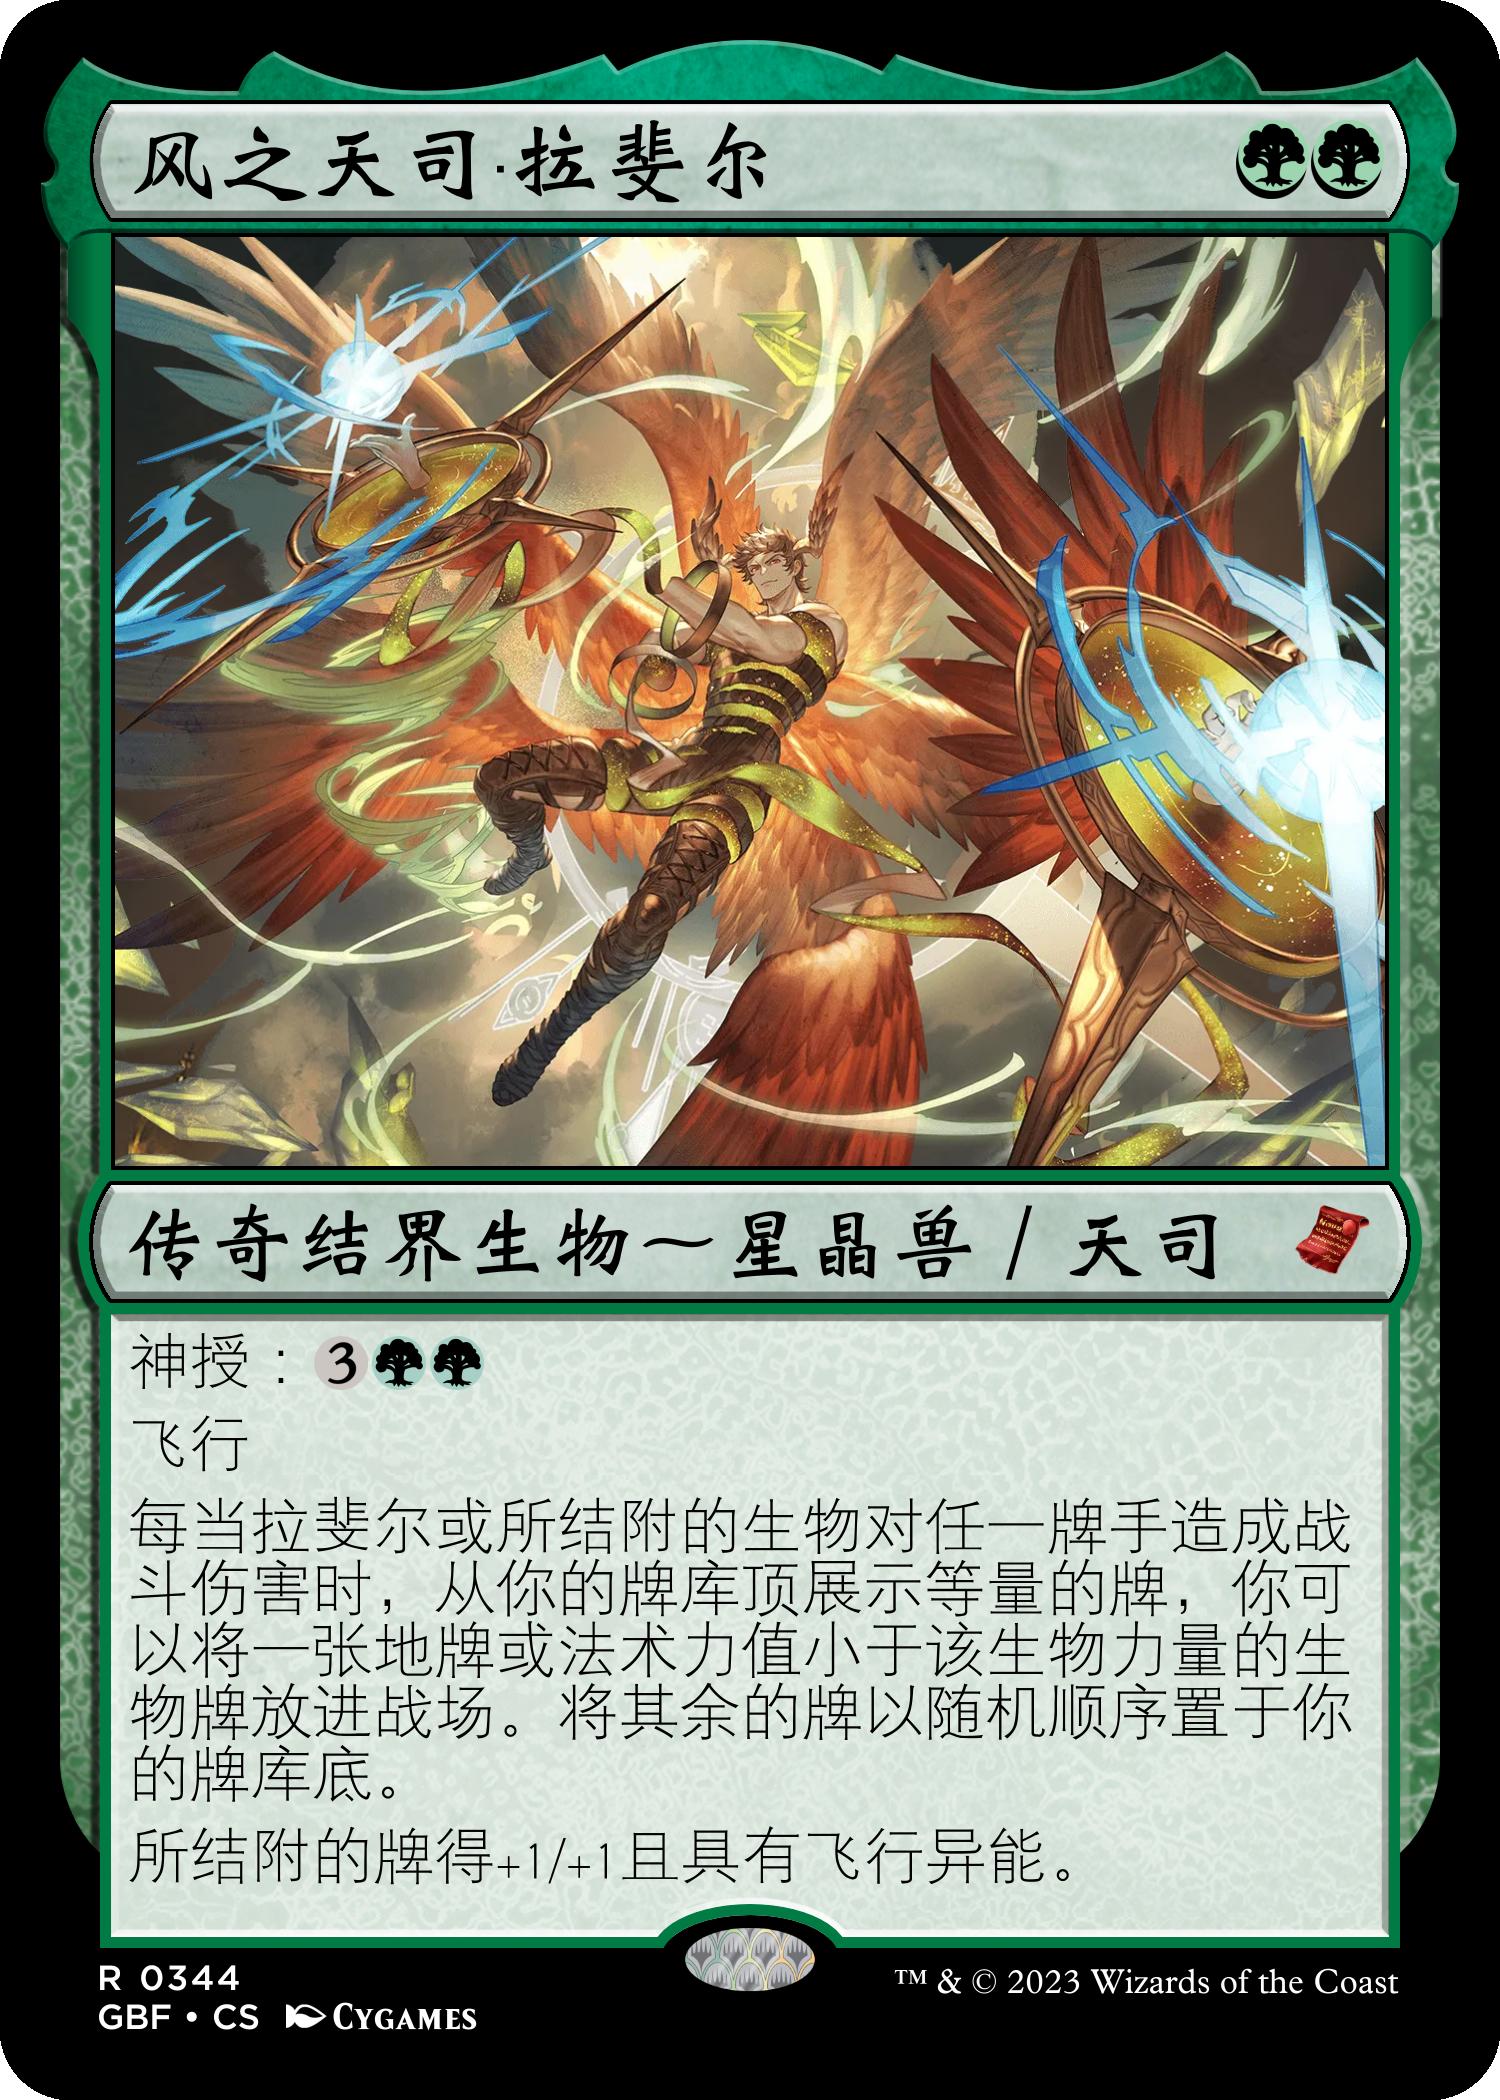 风之天司·拉斐尔
传奇结界生物～星晶兽／天司
神授：3
飞行
每当拉斐尔或所结附的生物对任一牌手造成战
斗伤害时，从你的牌库顶展示等量的牌，你可
以将一张地牌或法术力值小于该生物力量的生
物牌放进战场。将其余的牌以随机顺序置于你
的牌库底。
所结附的牌得+1/+1且具有飞行异能。
R 0344
™ & © 2023 Wizards of the Coast
GBF • CS CYGAMES